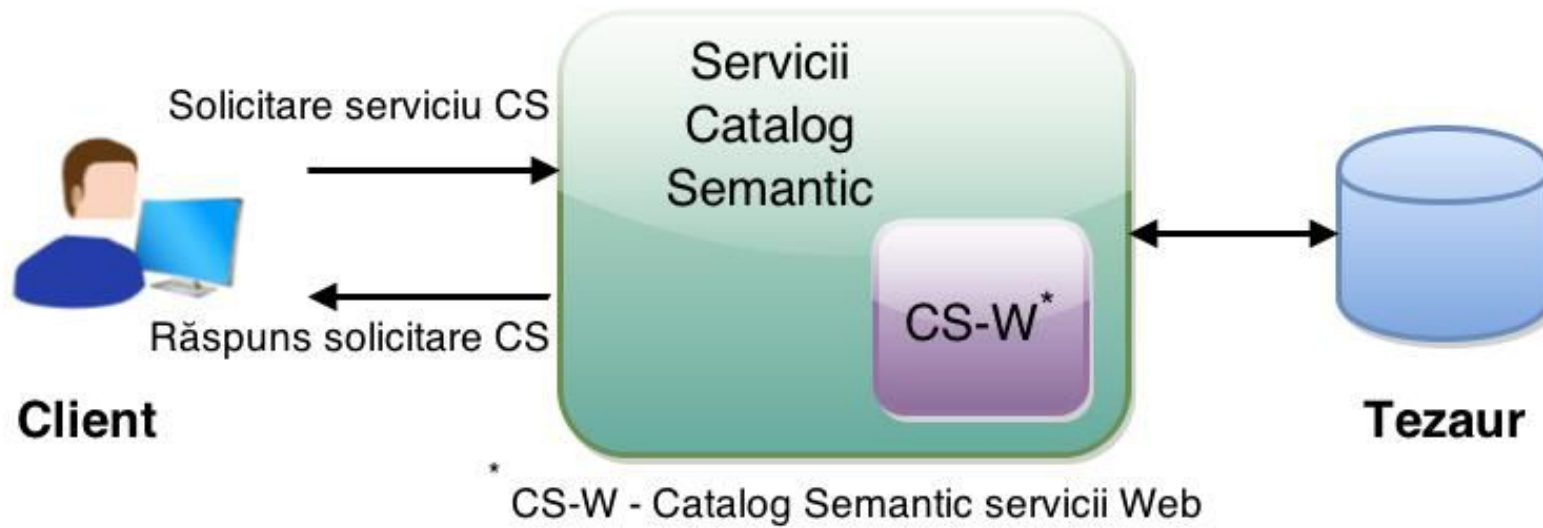 Servicii
Catalog
Semantic
Solicitare serviciu CS
CS-W*
Răspuns solicitare CS
Client
Tezaur
* CS-W - Catalog Semantic servicii Web